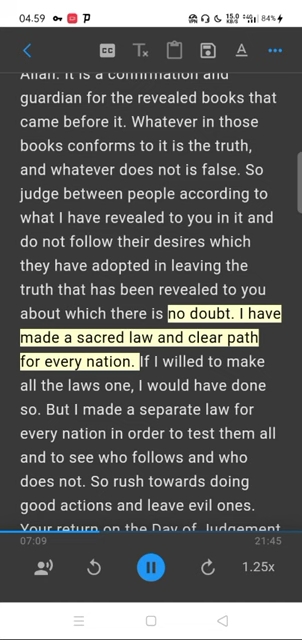 04.59
15.0 KB/S
84%
CC
A
Allah. It is a confirmation and
guardian for the revealed books that
came before it. Whatever in those
books conforms to it is the truth,
and whatever does not is false. So
judge between people according to
what I have revealed to you in it and
do not follow their desires which
they have adopted in leaving the
truth that has been revealed to you
about which there is no doubt. I have
made a sacred law and clear path
for every nation. If I willed to make
all the laws one, I would have done
so. But I made a separate law for
every nation in order to test them all
and to see who follows and who
does not. So rush towards doing
good actions and leave evil ones.
Your return on the Day of Judgement
07:09
21:45
1.25x